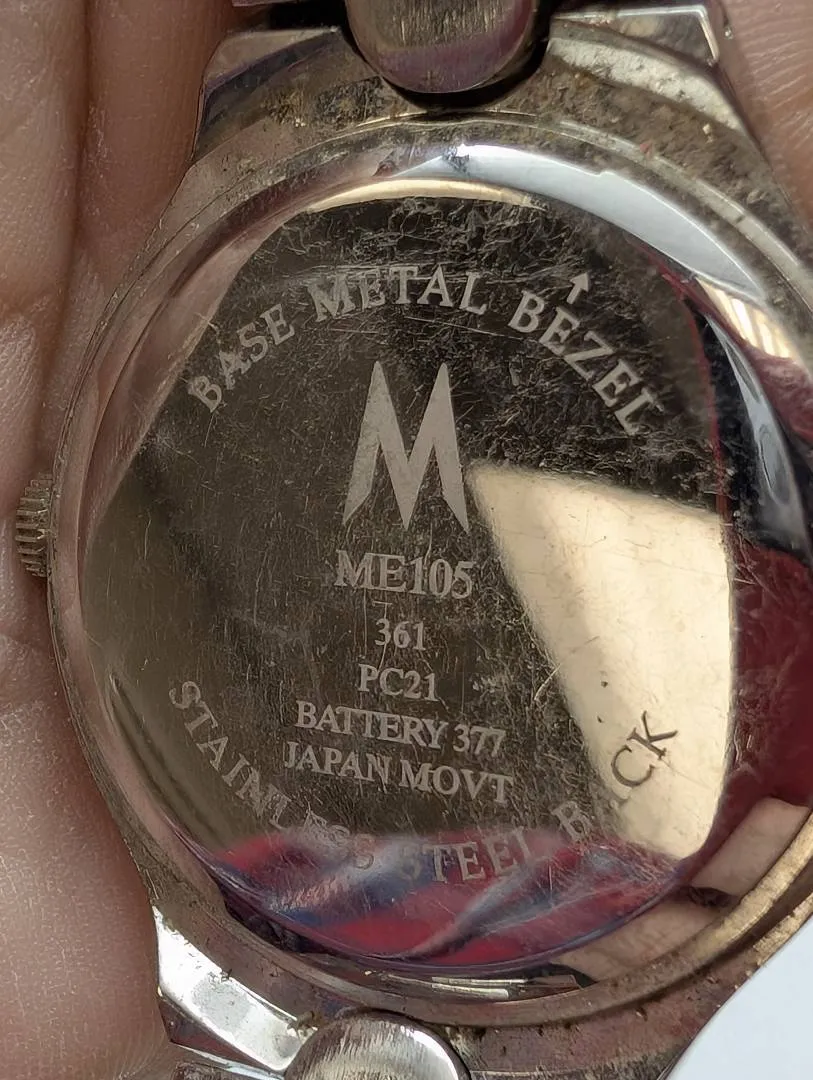 BASE METAL BEZEL
M
ME105
361
PC21
BATTERY 377
JAPAN MOVT
STAINLESS STEEL BACK